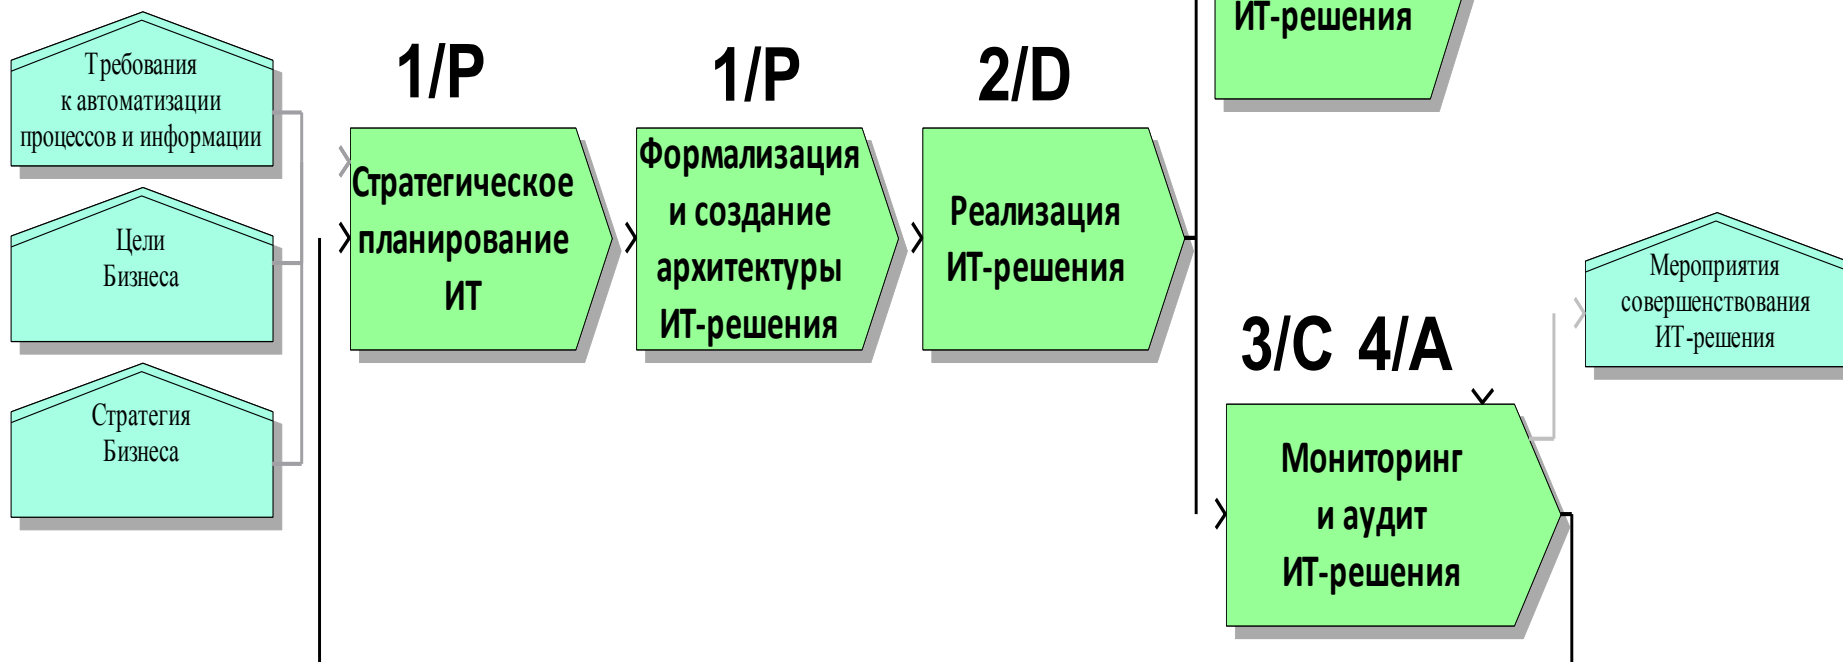 Требования
к автоматизации
процессов и информации
Цели
Бизнеса
Стратегия
Бизнеса
1/P
Стратегическое
планирование
ИТ
1/P
Формализация
и создание
архитектуры
ИТ-решения
2/D
Реализация
ИТ-решения
ИТ-решения
3/C 4/A
Мониторинг
и аудит
ИТ-решения
Мероприятия
совершенствования
ИТ-решения